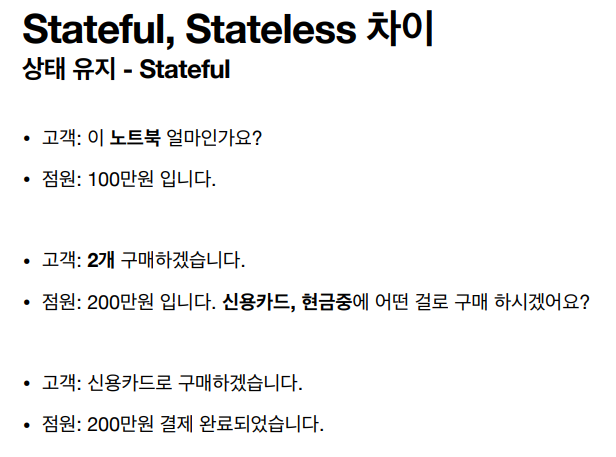 Stateful, Stateless 차이
상태 유지 - Stateful
• 고객: 이 노트북 얼마인가요?
• 점원: 100만원 입니다.
• 고객: 2개 구매하겠습니다.
• 점원: 200만원 입니다. 신용카드, 현금중에 어떤 걸로 구매 하시겠어요?
• 고객: 신용카드로 구매하겠습니다.
• 점원: 200만원 결제 완료되었습니다.